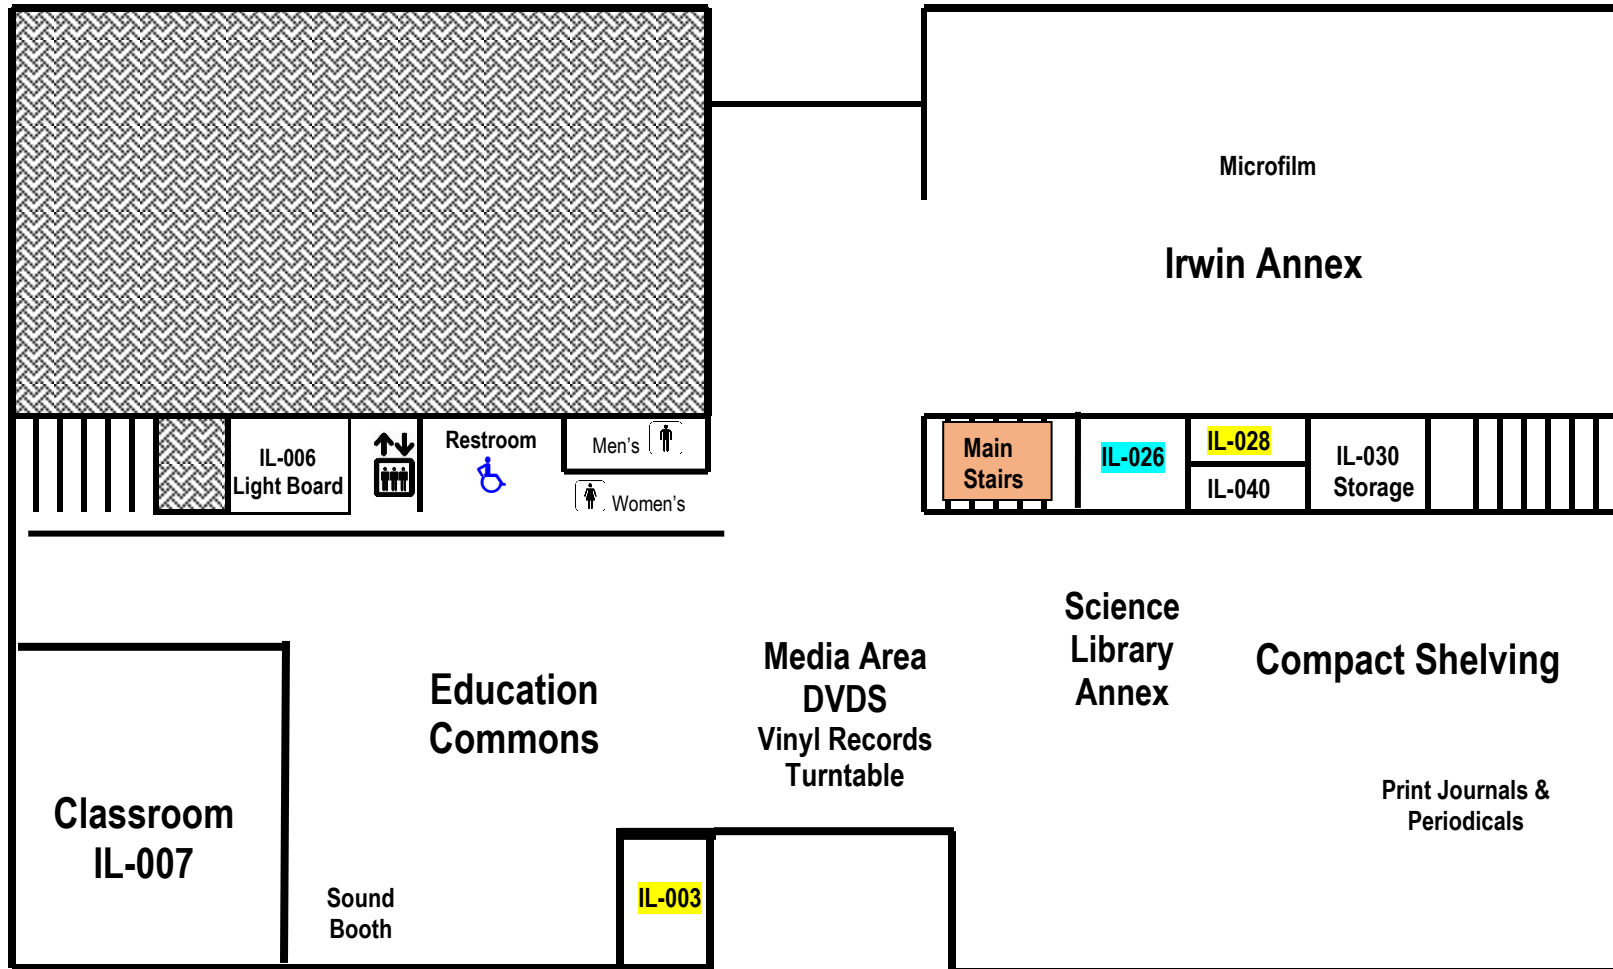 Microfilm
Irwin Annex
IL-006
Light Board
Restroom
Men's
Women's
Main
Stairs
IL-026
IL-028
IL-040
IL-030
Storage
Science
Library
Annex
Compact Shelving
Media Area
DVDS
Vinyl Records
Turntable
Education
Commons
Print Journals &
Periodicals
Classroom
IL-007
Sound
Booth
IL-003